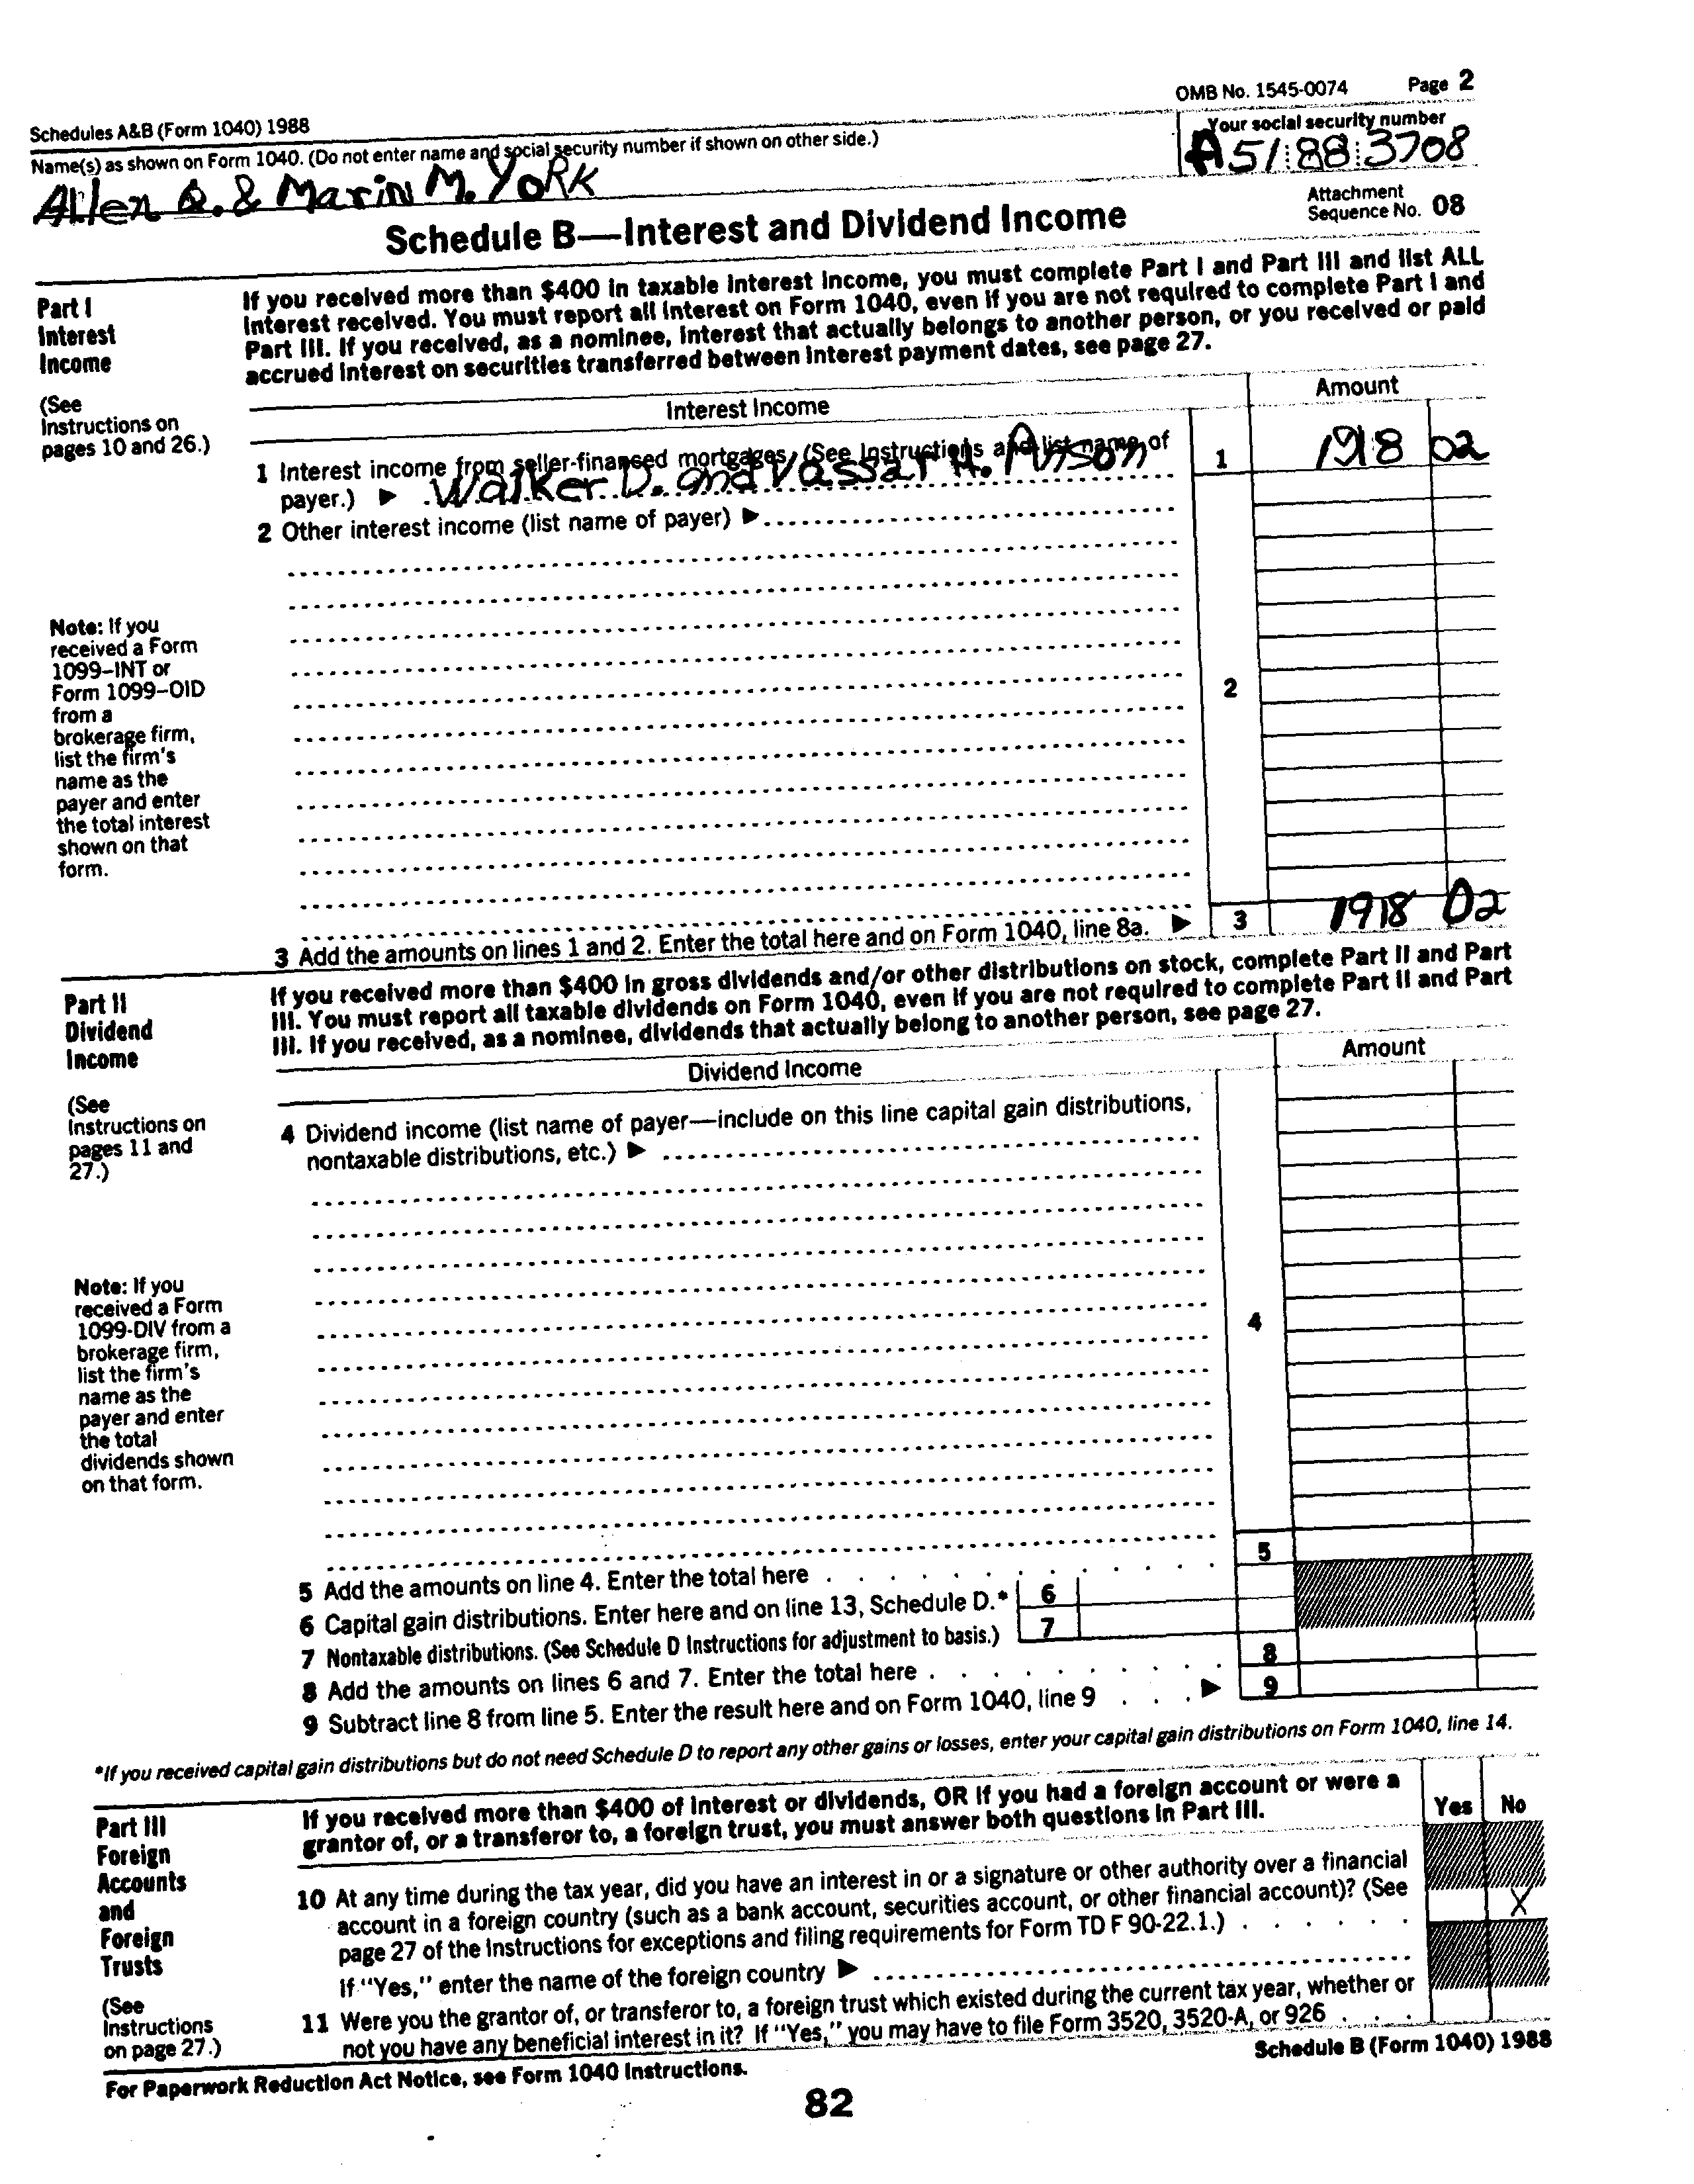 OMB No. 1545-0074 Page 2
Schedules A&B (Form 1040) 1988
Name(s) as shown on Form 1040. (Do not enter name and social security number if shown on other side.)
Your social security number
Allen Q. & Marin M. York
A51 88 3708
Attachment
Sequence No. 08
Schedule B—Interest and Dividend Income
Part I
Interest
Income
(See
Instructions on
pages 10 and 26.)
If you received more than $400 in taxable interest income, you must complete Part I and Part III and list ALL
interest received. You must report all interest on Form 1040, even if you are not required to complete Part I and
Part III. If you received, as a nominee, interest that actually belongs to another person, or you received or paid
accrued interest on securities transferred between interest payment dates, see page 27.
Interest Income
Amount
1 Interest income from seller-financed mortgages. (See Instructions and list name of
payer.) ▶ Walker D. and Vassar H. Anson
1 1918 02
2 Other interest income (list name of payer) ▶
Note: If you
received a Form
1099–INT or
Form 1099–OID
from a
brokerage firm,
list the firm's
name as the
payer and enter
the total interest
shown on that
form.
2
3 Add the amounts on lines 1 and 2. Enter the total here and on Form 1040, line 8a. ▶ 3 1918 02
Part II
Dividend
Income
(See
Instructions on
pages 11 and
27.)
If you received more than $400 in gross dividends and/or other distributions on stock, complete Part II and Part
III. You must report all taxable dividends on Form 1040, even if you are not required to complete Part II and Part
III. If you received, as a nominee, dividends that actually belong to another person, see page 27.
Dividend Income
Amount
4 Dividend income (list name of payer—include on this line capital gain distributions,
nontaxable distributions, etc.) ▶
Note: If you
received a Form
1099-DIV from a
brokerage firm,
list the firm's
name as the
payer and enter
the total
dividends shown
on that form.
4
5 Add the amounts on line 4. Enter the total here 5
6 Capital gain distributions. Enter here and on line 13, Schedule D.* 6
7 Nontaxable distributions. (See Schedule D Instructions for adjustment to basis.) 7
8 Add the amounts on lines 6 and 7. Enter the total here 8
9 Subtract line 8 from line 5. Enter the result here and on Form 1040, line 9 ▶ 9
*If you received capital gain distributions but do not need Schedule D to report any other gains or losses, enter your capital gain distributions on Form 1040, line 14.
Part III
Foreign
Accounts
and
Foreign
Trusts
(See
Instructions
on page 27.)
If you received more than $400 of interest or dividends, OR if you had a foreign account or were a
grantor of, or a transferor to, a foreign trust, you must answer both questions in Part III.
Yes No
10 At any time during the tax year, did you have an interest in or a signature or other authority over a financial
account in a foreign country (such as a bank account, securities account, or other financial account)? (See
page 27 of the Instructions for exceptions and filing requirements for Form TD F 90-22.1.) X
If "Yes," enter the name of the foreign country ▶
11 Were you the grantor of, or transferor to, a foreign trust which existed during the current tax year, whether or
not you have any beneficial interest in it? If "Yes," you may have to file Form 3520, 3520-A, or 926
For Paperwork Reduction Act Notice, see Form 1040 Instructions.
Schedule B (Form 1040) 1988
82